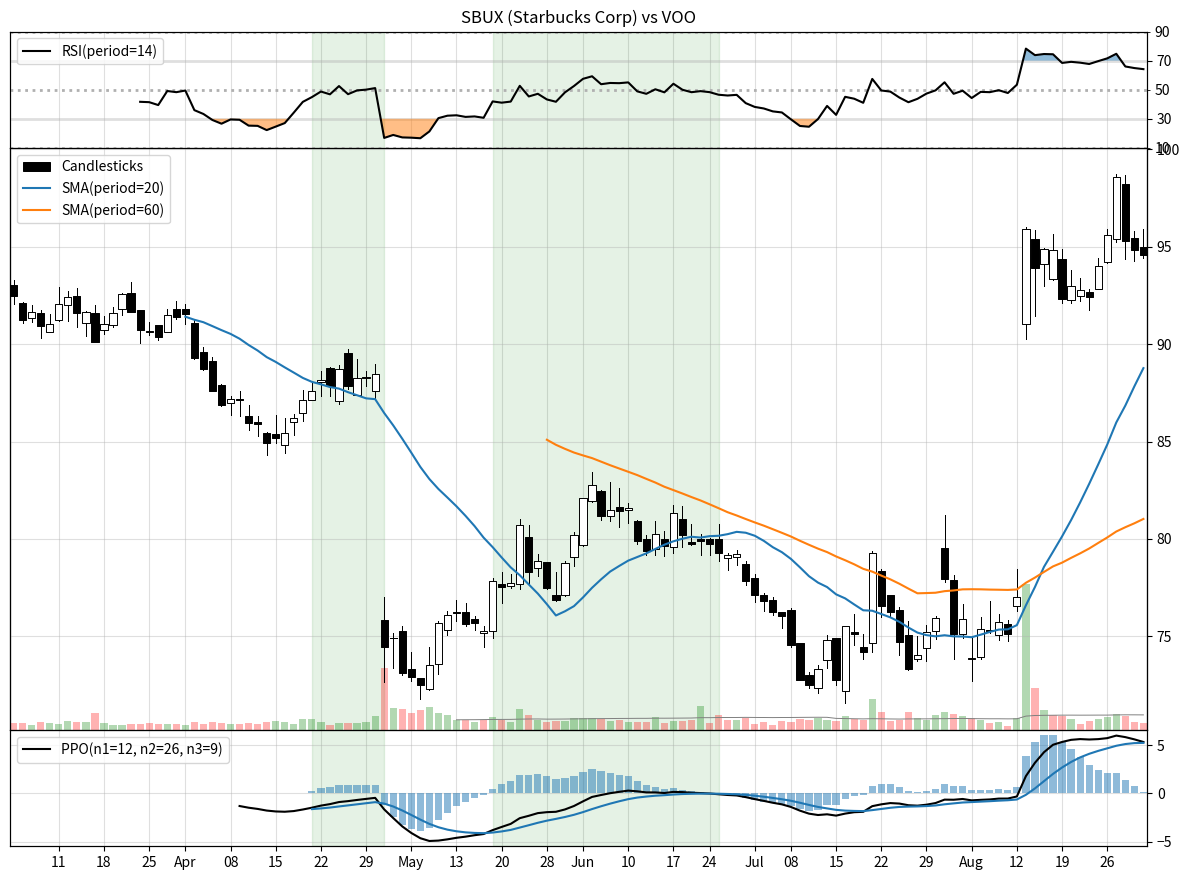 SBUX (Starbucks Corp) vs VOO
RSI(period=14)
90
70
50
30
10
Candlesticks
SMA(period=20)
SMA(period=60)
100
95
90
85
80
75
PPO(n1=12, n2=26, n3=9)
5
0
−5
11 18 25 Apr 08 15 22 29 May 13 20 28 Jun 10 17 24 Jul 08 15 22 29 Aug 12 19 26